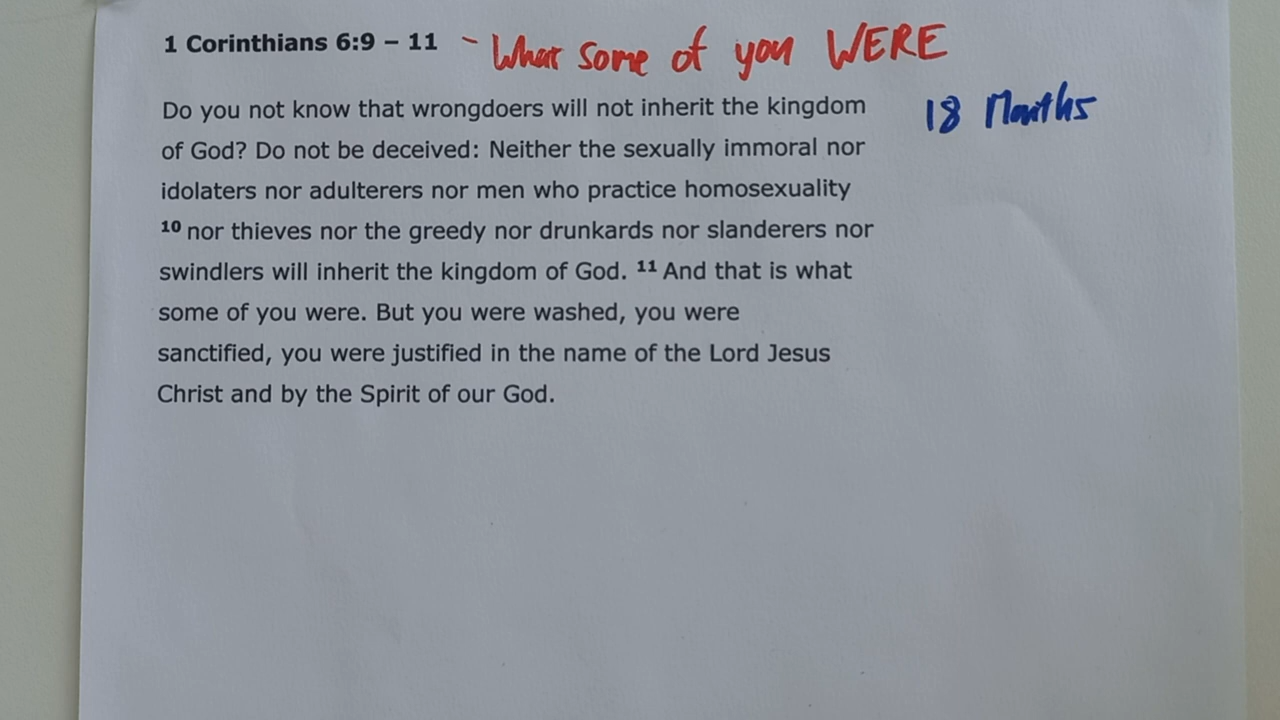 1 Corinthians 6:9 – 11 - What some of you WERE
Do you not know that wrongdoers will not inherit the kingdom
18 Months
of God? Do not be deceived: Neither the sexually immoral nor
idolaters nor adulterers nor men who practice homosexuality
10 nor thieves nor the greedy nor drunkards nor slanderers nor
swindlers will inherit the kingdom of God. 11 And that is what
some of you were. But you were washed, you were
sanctified, you were justified in the name of the Lord Jesus
Christ and by the Spirit of our God.